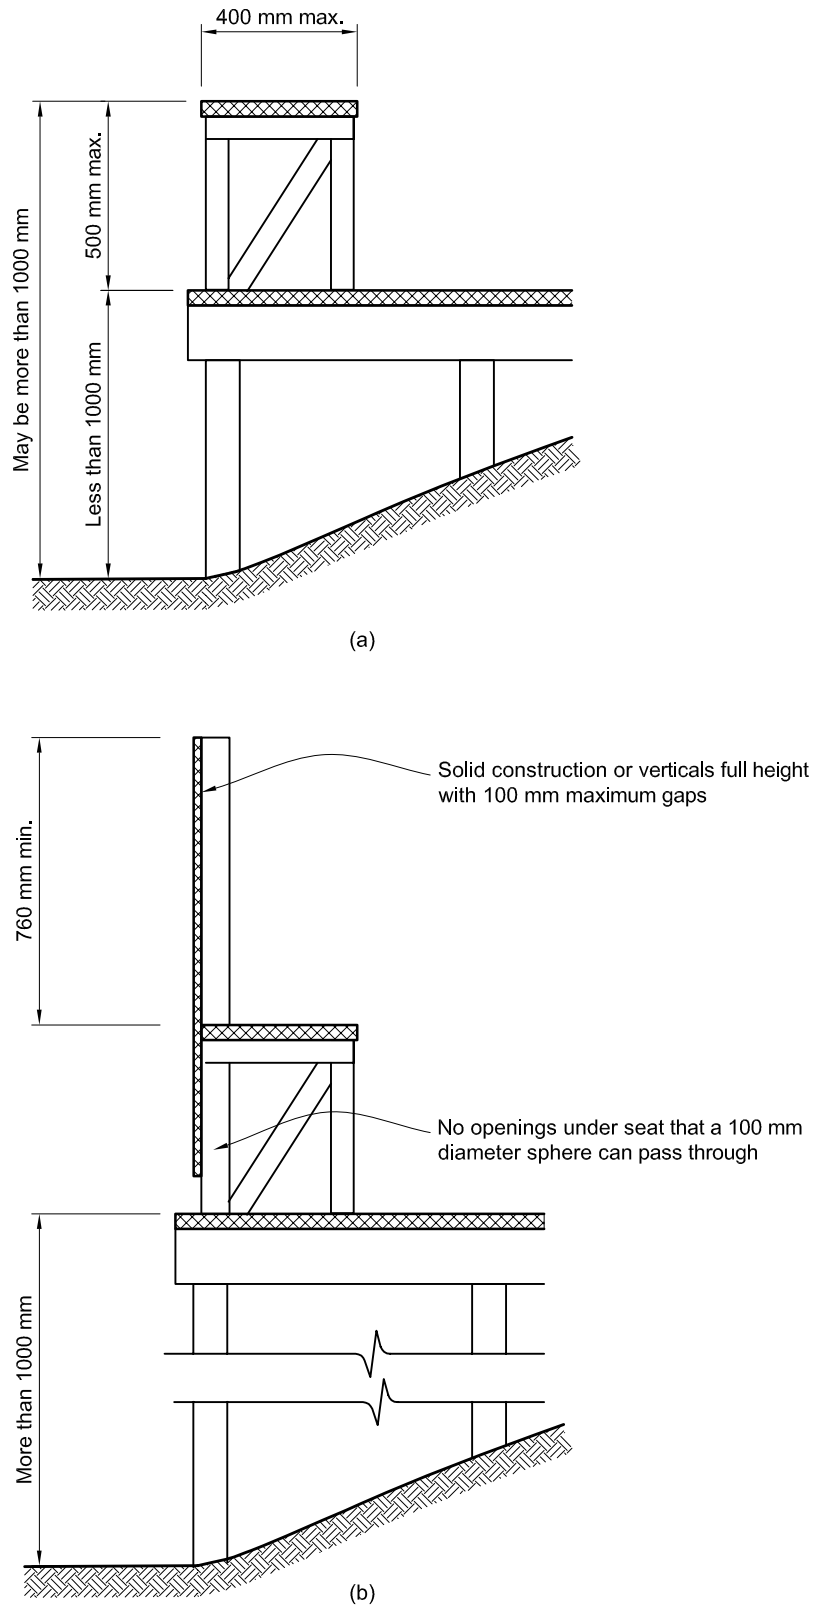 400 mm max.
May be more than 1000 mm
500 mm max.
Less than 1000 mm
(a)
760 mm min.
Solid construction or verticals full height
with 100 mm maximum gaps
No openings under seat that a 100 mm
diameter sphere can pass through
More than 1000 mm
(b)